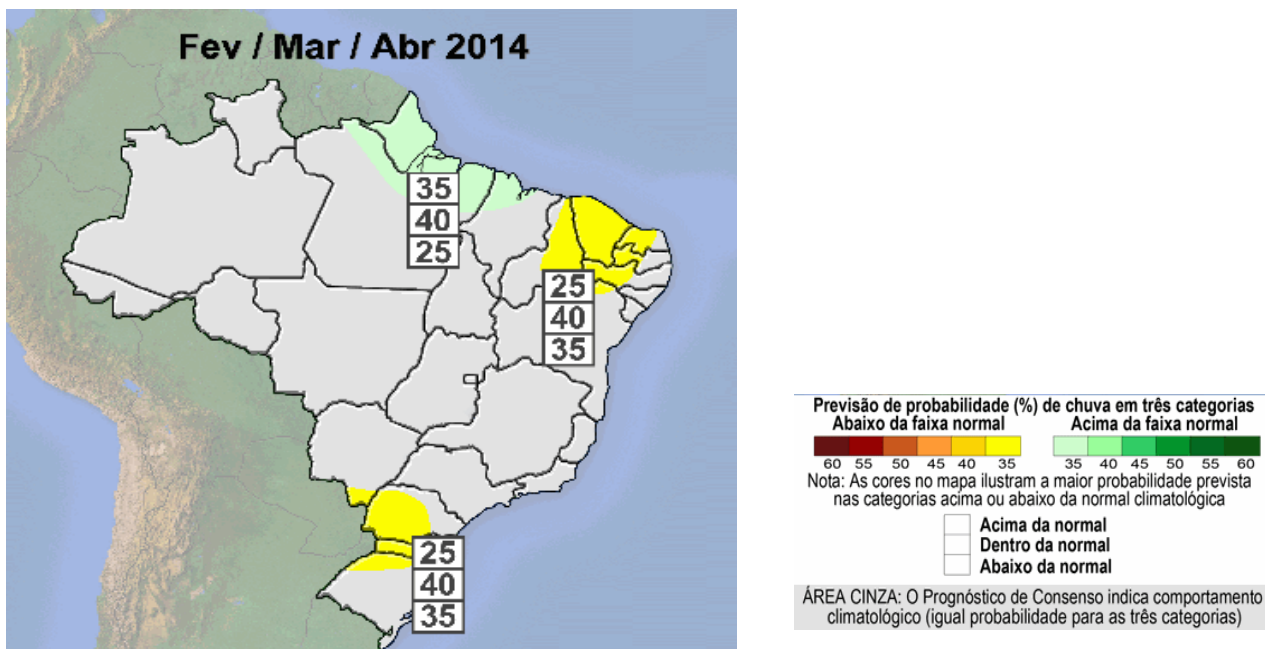 Fev / Mar / Abr 2014
35
40
25
25
40
35
25
40
35
Previsão de probabilidade (%) de chuva em três categorias
Abaixo da faixa normal Acima da faixa normal
60 55 50 45 40 35 35 40 45 50 55 60
Nota: As cores no mapa ilustram a maior probabilidade prevista
nas categorias acima ou abaixo da normal climatológica
Acima da normal
Dentro da normal
Abaixo da normal
ÁREA CINZA: O Prognóstico de Consenso indica comportamento
climatológico (igual probabilidade para as três categorias)